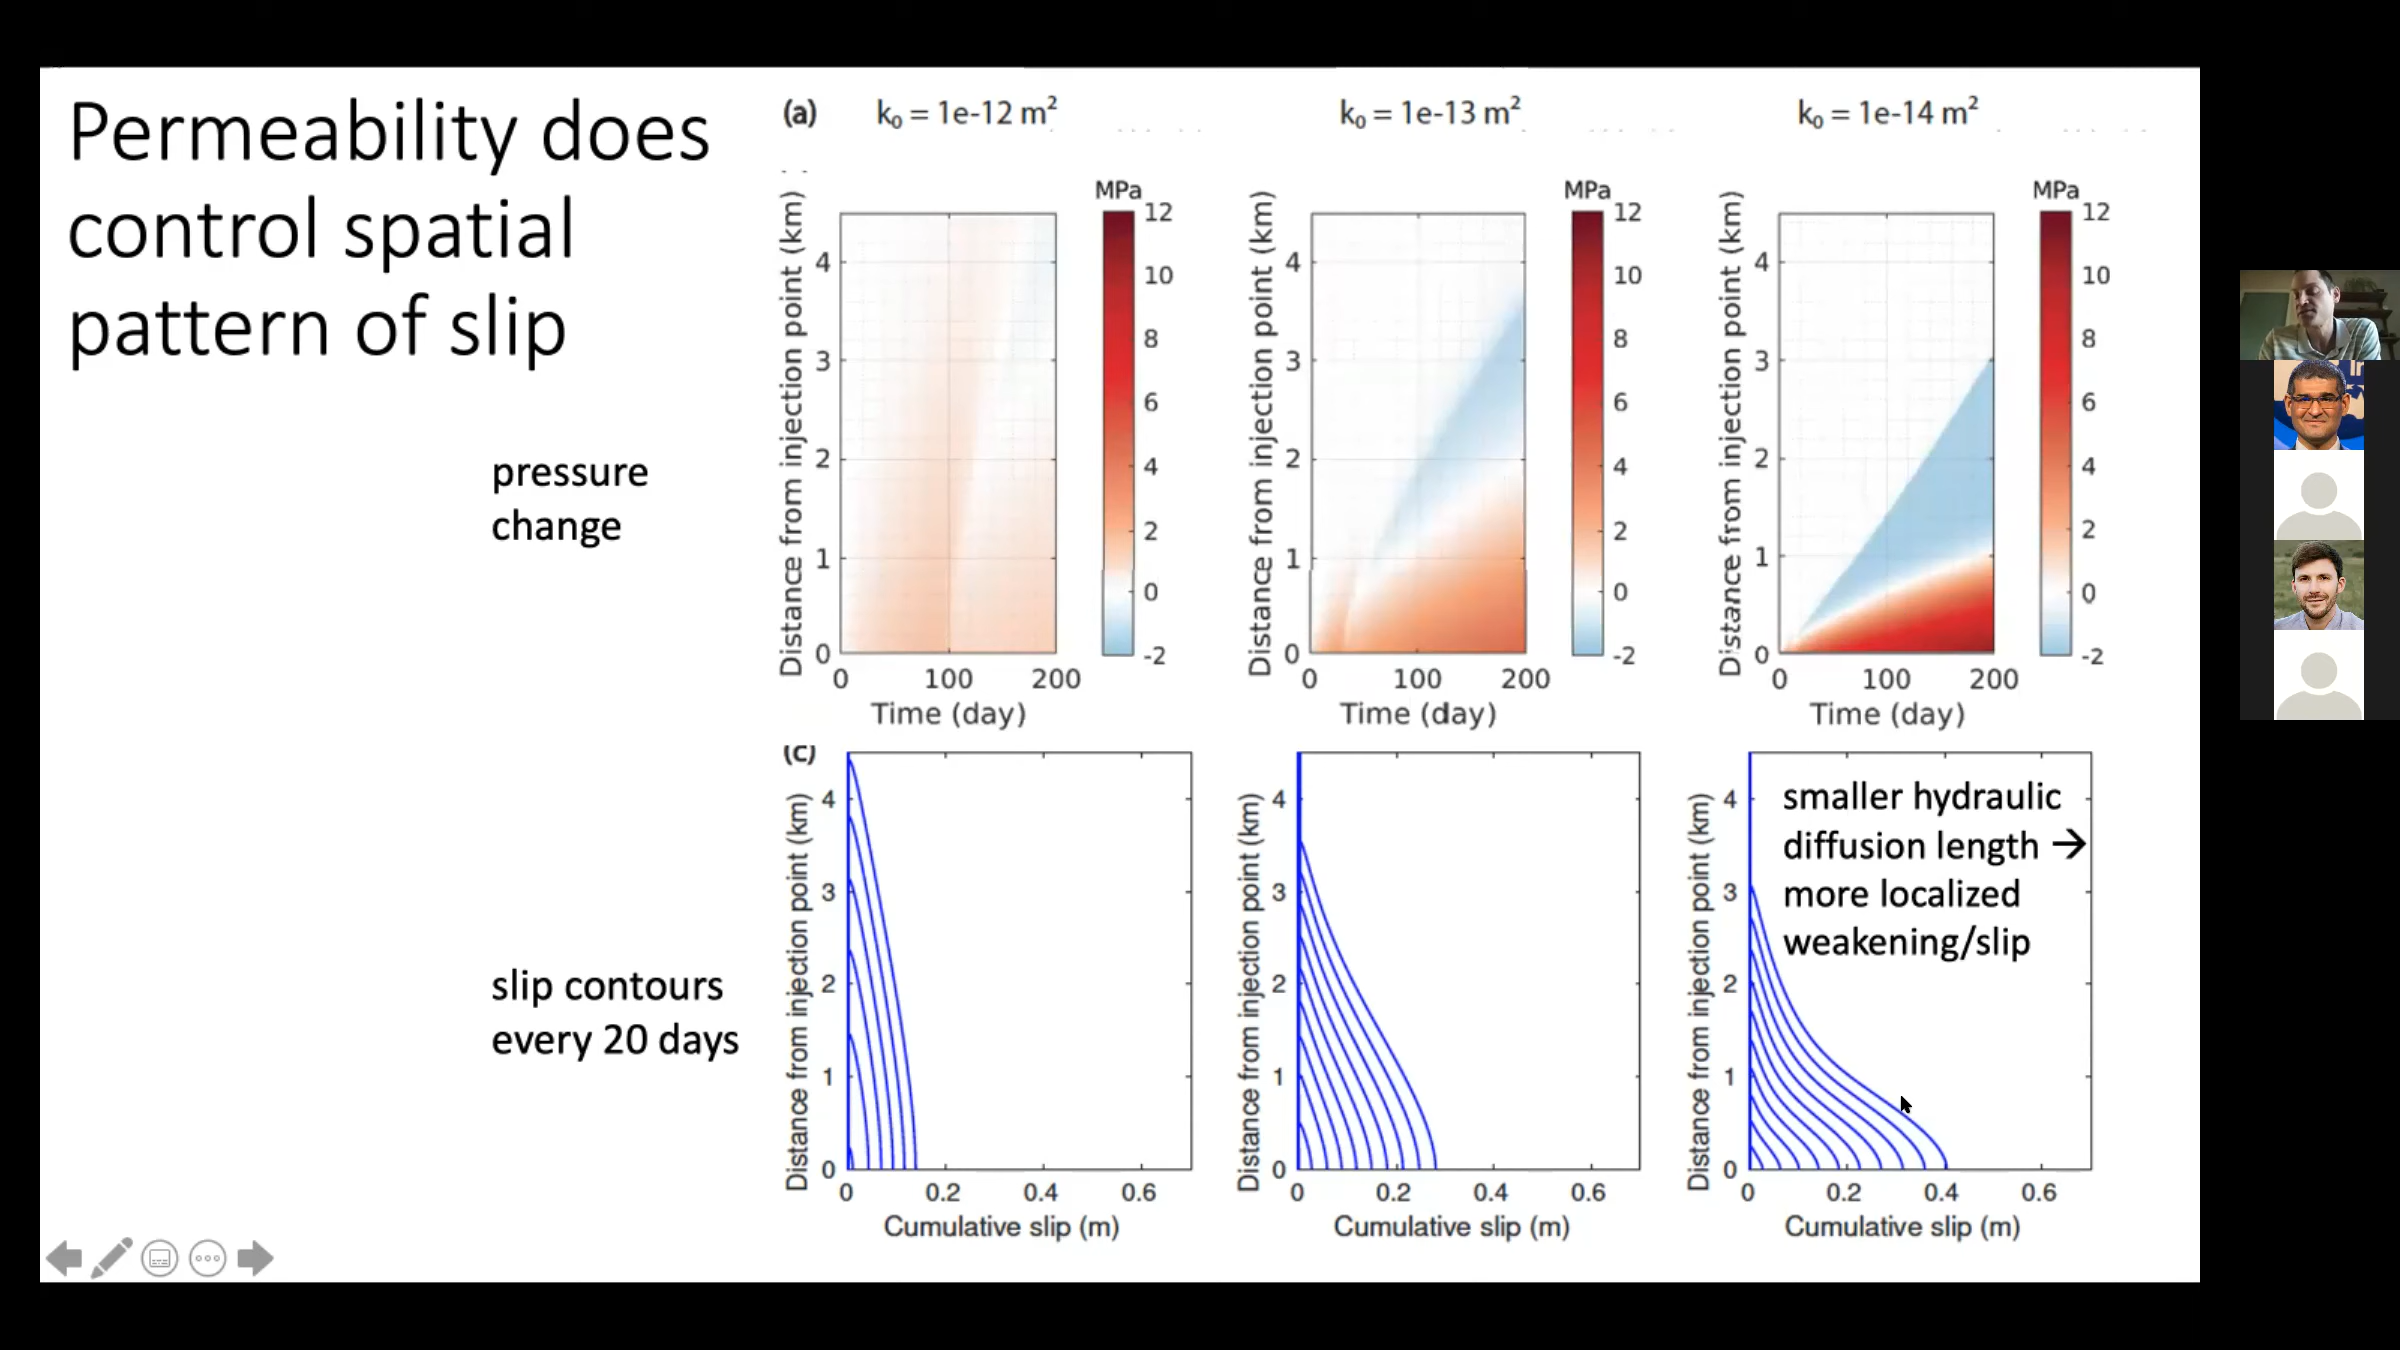 Permeability does
control spatial
pattern of slip
pressure
change
slip contours
every 20 days
(a)
k₀ = 1e-12 m²
k₀ = 1e-13 m²
k₀ = 1e-14 m²
Distance from injection point (km)
4
3
2
1
0
0 100 200
Time (day)
MPa
12
10
8
6
4
2
0
-2
Distance from injection point (km)
4
3
2
1
0
0 100 200
Time (day)
MPa
12
10
8
6
4
2
0
-2
Distance from injection point (km)
4
3
2
1
0
0 100 200
Time (day)
MPa
12
10
8
6
4
2
0
-2
(c)
Distance from injection point (km)
4
3
2
1
0
0 0.2 0.4 0.6
Cumulative slip (m)
Distance from injection point (km)
4
3
2
1
0
0 0.2 0.4 0.6
Cumulative slip (m)
Distance from injection point (km)
4
3
2
1
0
0 0.2 0.4 0.6
Cumulative slip (m)
smaller hydraulic
diffusion length →
more localized
weakening/slip